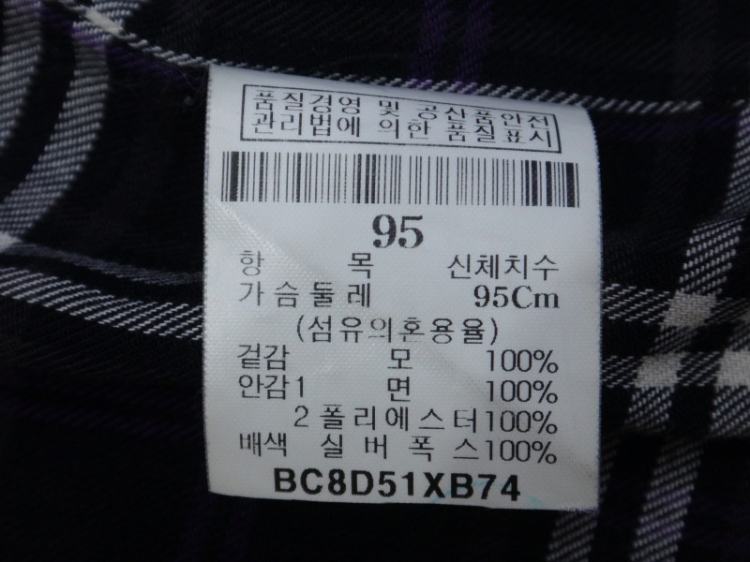 품질경영 및 공산품안전
관리법에 의한 품질표시
95
항 목 신체치수
가슴둘레 95Cm
(섬유의혼용율)
겉감 모 100%
안감1 면 100%
2 폴리에스터100%
배색 실버폭스100%
BC8D51XB74